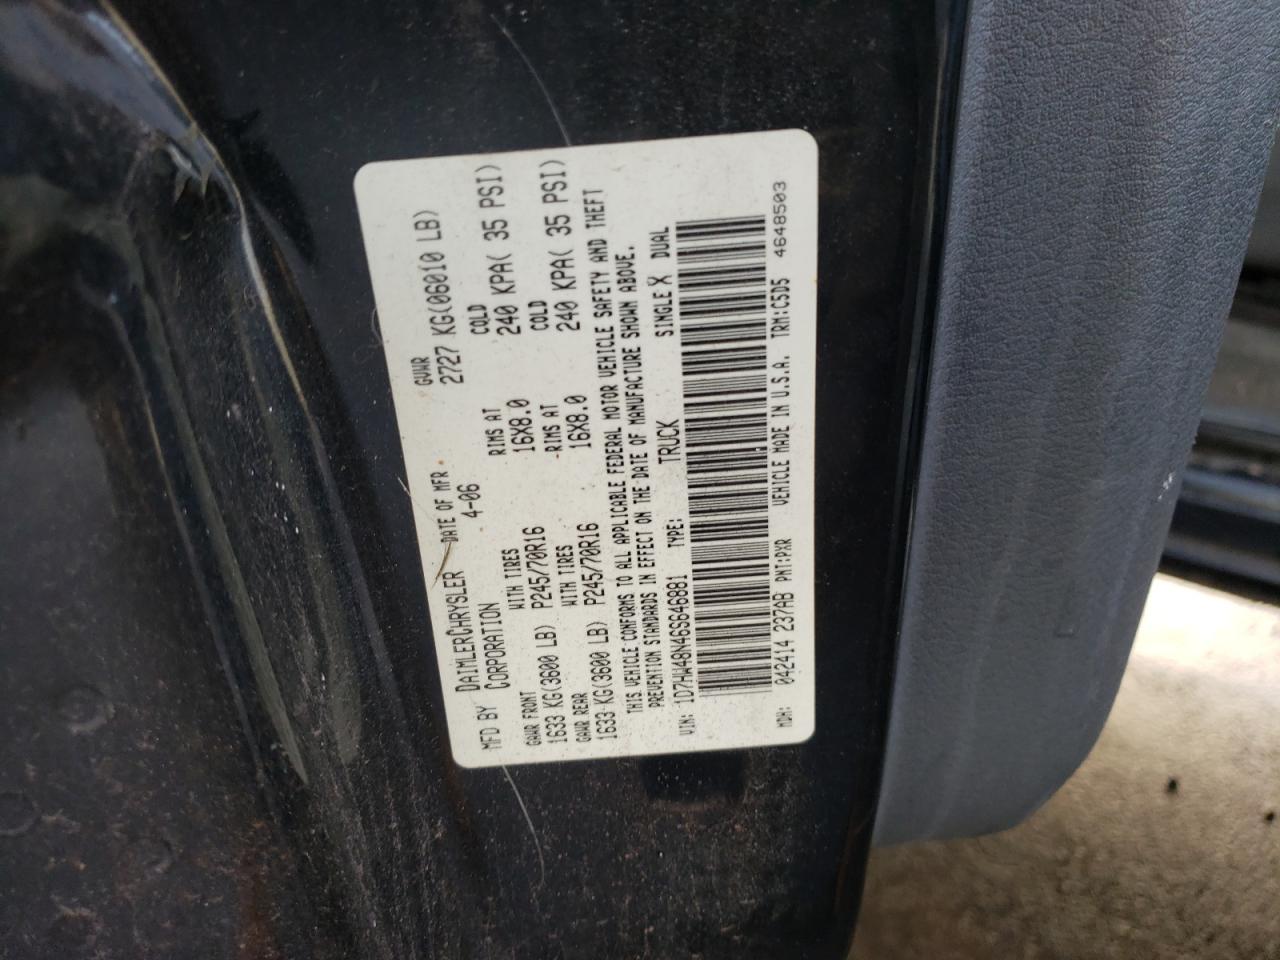 MFD BY DAIMLERCHRYSLER CORPORATION DATE OF MFR 4-06 GVWR 2727 KG(06010 LB)
GAWR FRONT WITH TIRES RIMS AT COLD
1633 KG(3600 LB) P245/70R16 16X8.0 240 KPA( 35 PSI)
GAWR REAR WITH TIRES RIMS AT COLD
1633 KG(3600 LB) P245/70R16 16X8.0 240 KPA( 35 PSI)
THIS VEHICLE CONFORMS TO ALL APPLICABLE FEDERAL MOTOR VEHICLE SAFETY AND THEFT
PREVENTION STANDARDS IN EFFECT ON THE DATE OF MANUFACTURE SHOWN ABOVE.
VIN: 1D7HA48N46S646881 TYPE: TRUCK SINGLE X DUAL
MDH: 042414 237AB PNT:PXR VEHICLE MADE IN U.S.A. TRM:C5D5 4648503